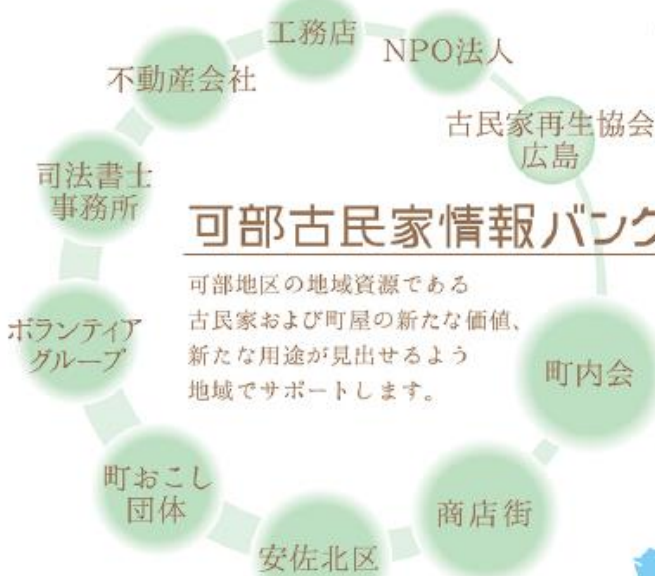 工務店
NPO法人
不動産会社
古民家再生協会
広島
司法書士
事務所
可部古民家情報バンク
可部地区の地域資源である
古民家および町屋の新たな価値、
新たな用途が見出せるよう
地域でサポートします。
ボランティア
グループ
町内会
町おこし
団体
商店街
安佐北区